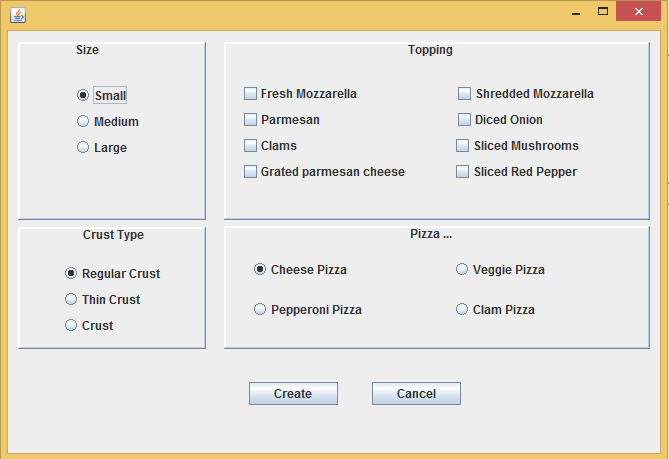 Size
Small
Medium
Large
Topping
Fresh Mozzarella
Shredded Mozzarella
Parmesan
Diced Onion
Clams
Sliced Mushrooms
Grated parmesan cheese
Sliced Red Pepper
Crust Type
Regular Crust
Thin Crust
Crust
Pizza ...
Cheese Pizza
Veggie Pizza
Pepperoni Pizza
Clam Pizza
Create
Cancel